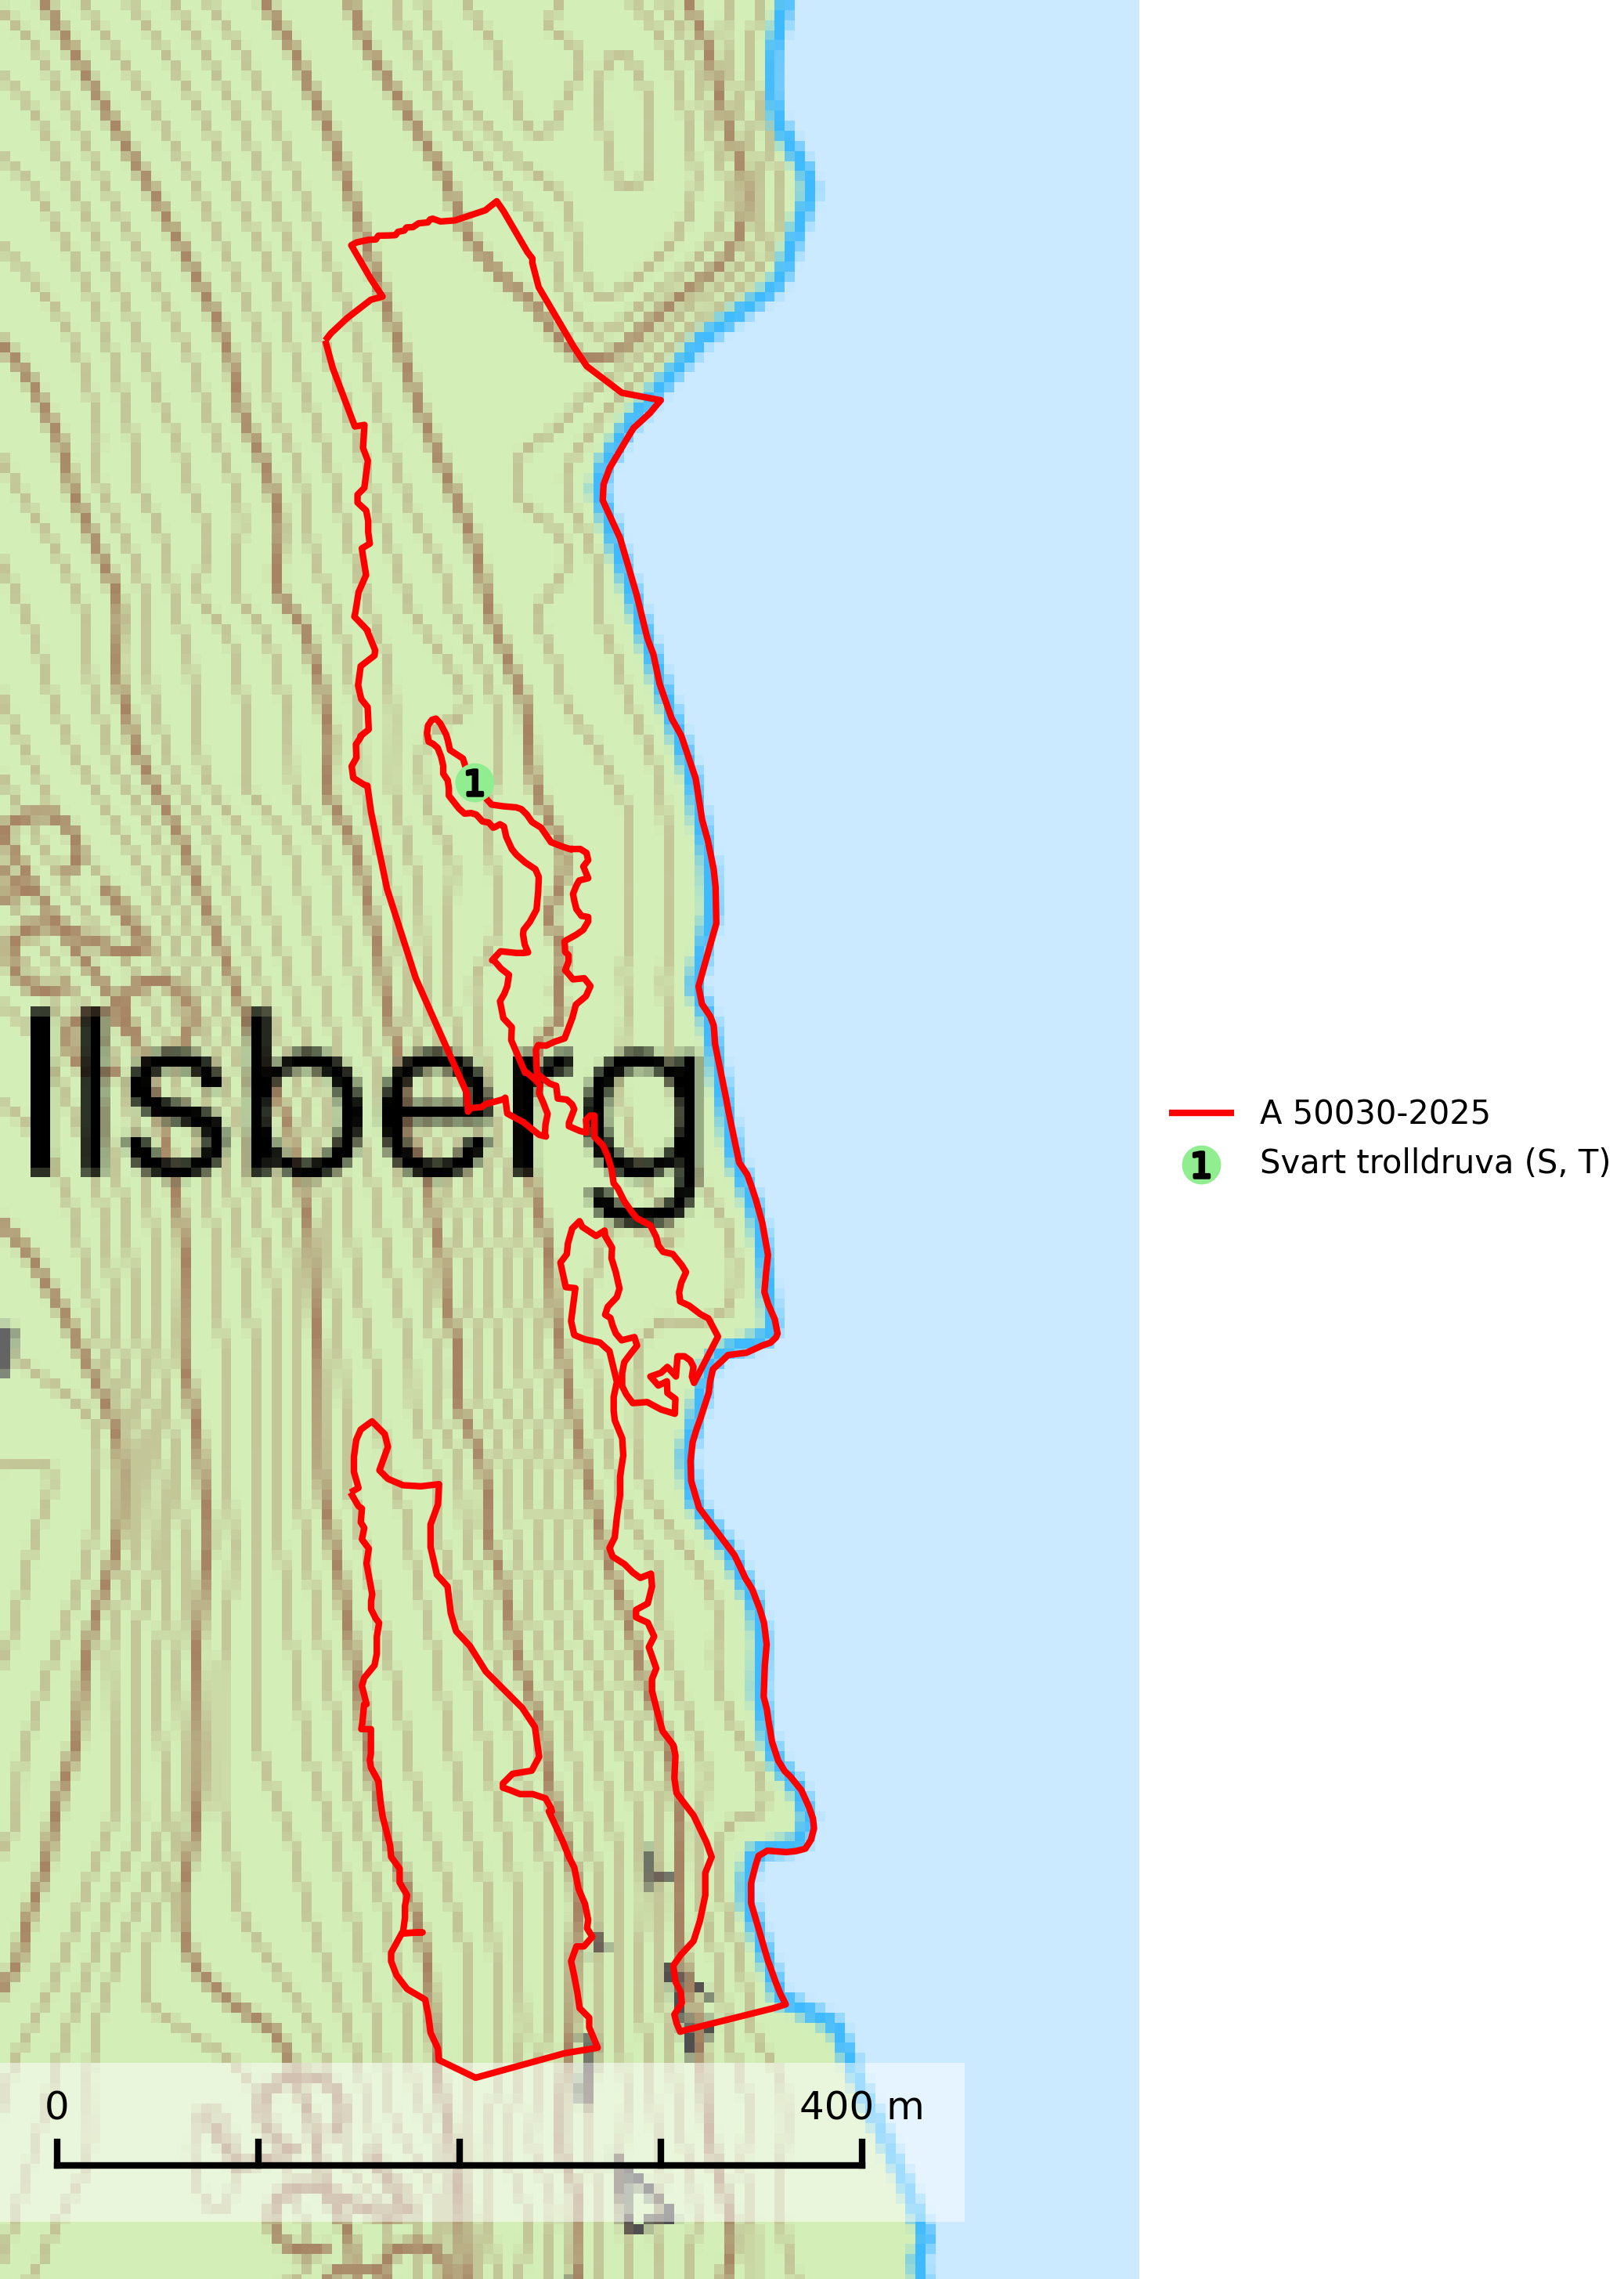 1
llsberg
A 50030-2025
1 Svart trolldruva (S, T)
0 400 m